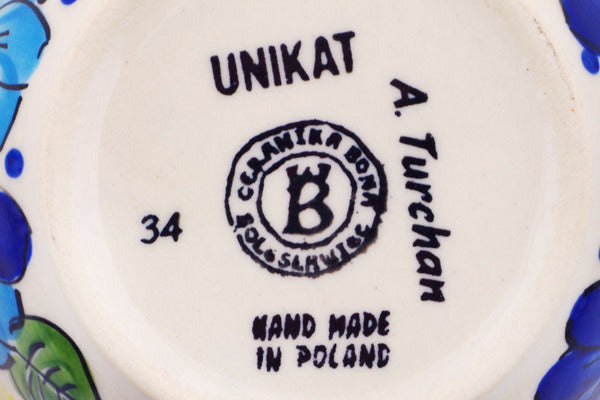 UNIKAT
A. Turchan
CERAMIKA BONA
BOLESŁAWIEC
B
34
HAND MADE
IN POLAND